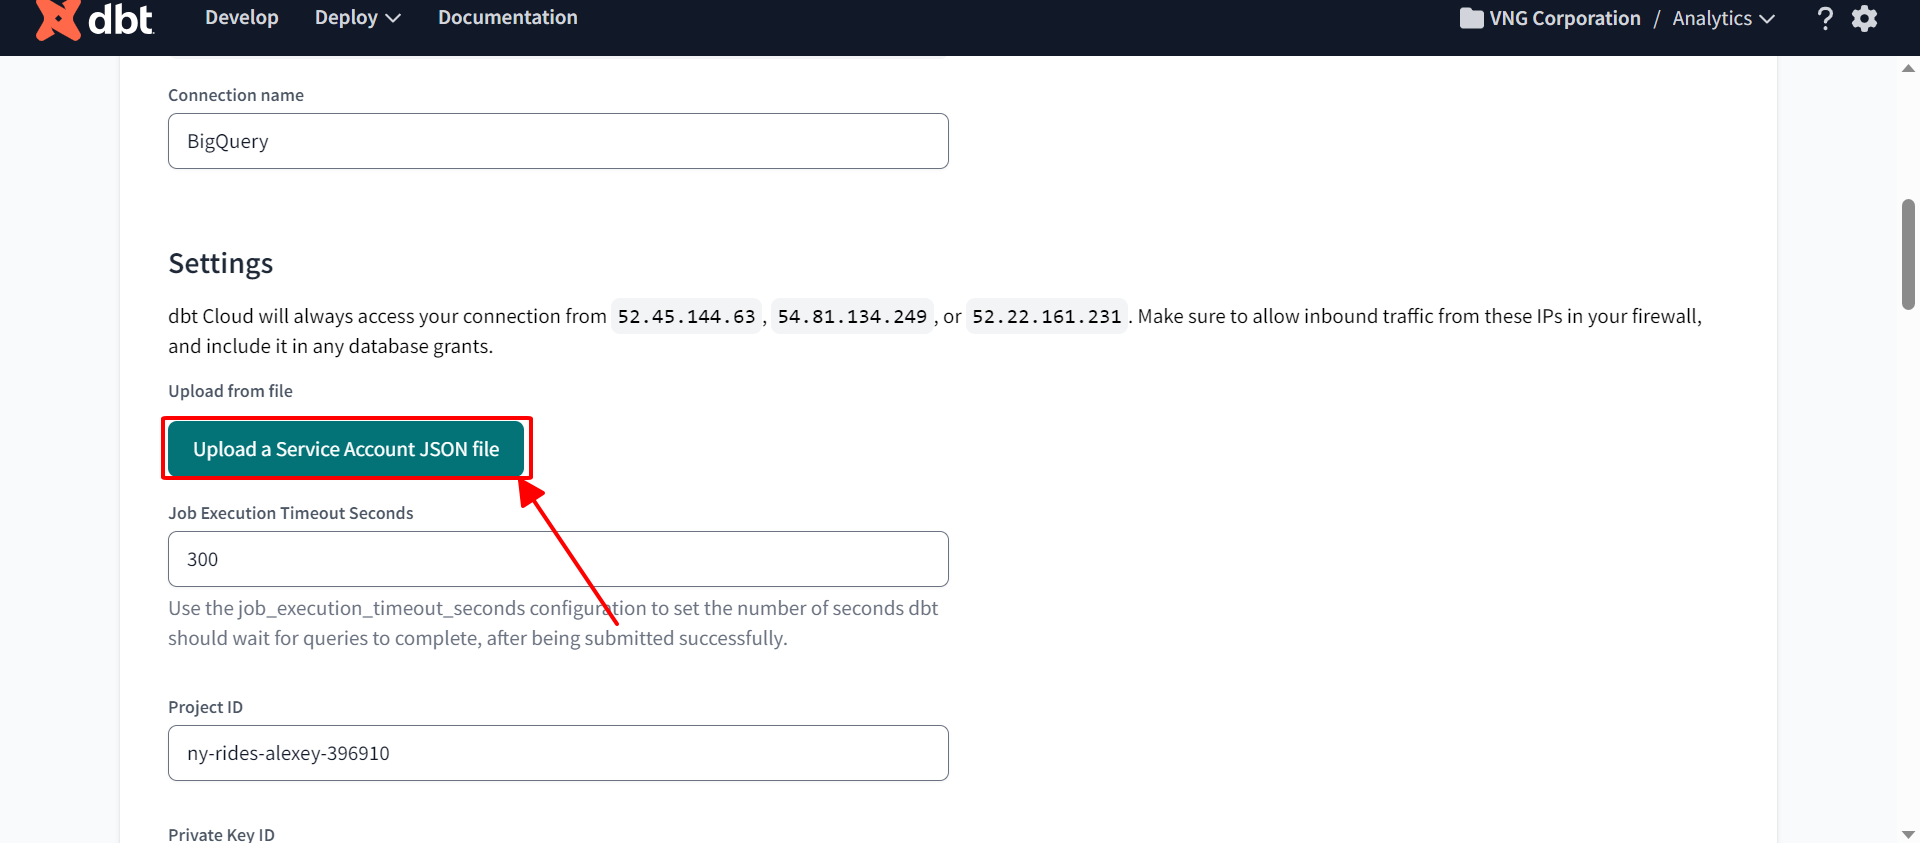 dbt
Develop Deploy Documentation VNG Corporation / Analytics ?
Connection name
BigQuery
Settings
dbt Cloud will always access your connection from 52.45.144.63, 54.81.134.249, or 52.22.161.231. Make sure to allow inbound traffic from these IPs in your firewall,
and include it in any database grants.
Upload from file
Upload a Service Account JSON file
Job Execution Timeout Seconds
300
Use the job_execution_timeout_seconds configuration to set the number of seconds dbt
should wait for queries to complete, after being submitted successfully.
Project ID
ny-rides-alexey-396910
Private Key ID